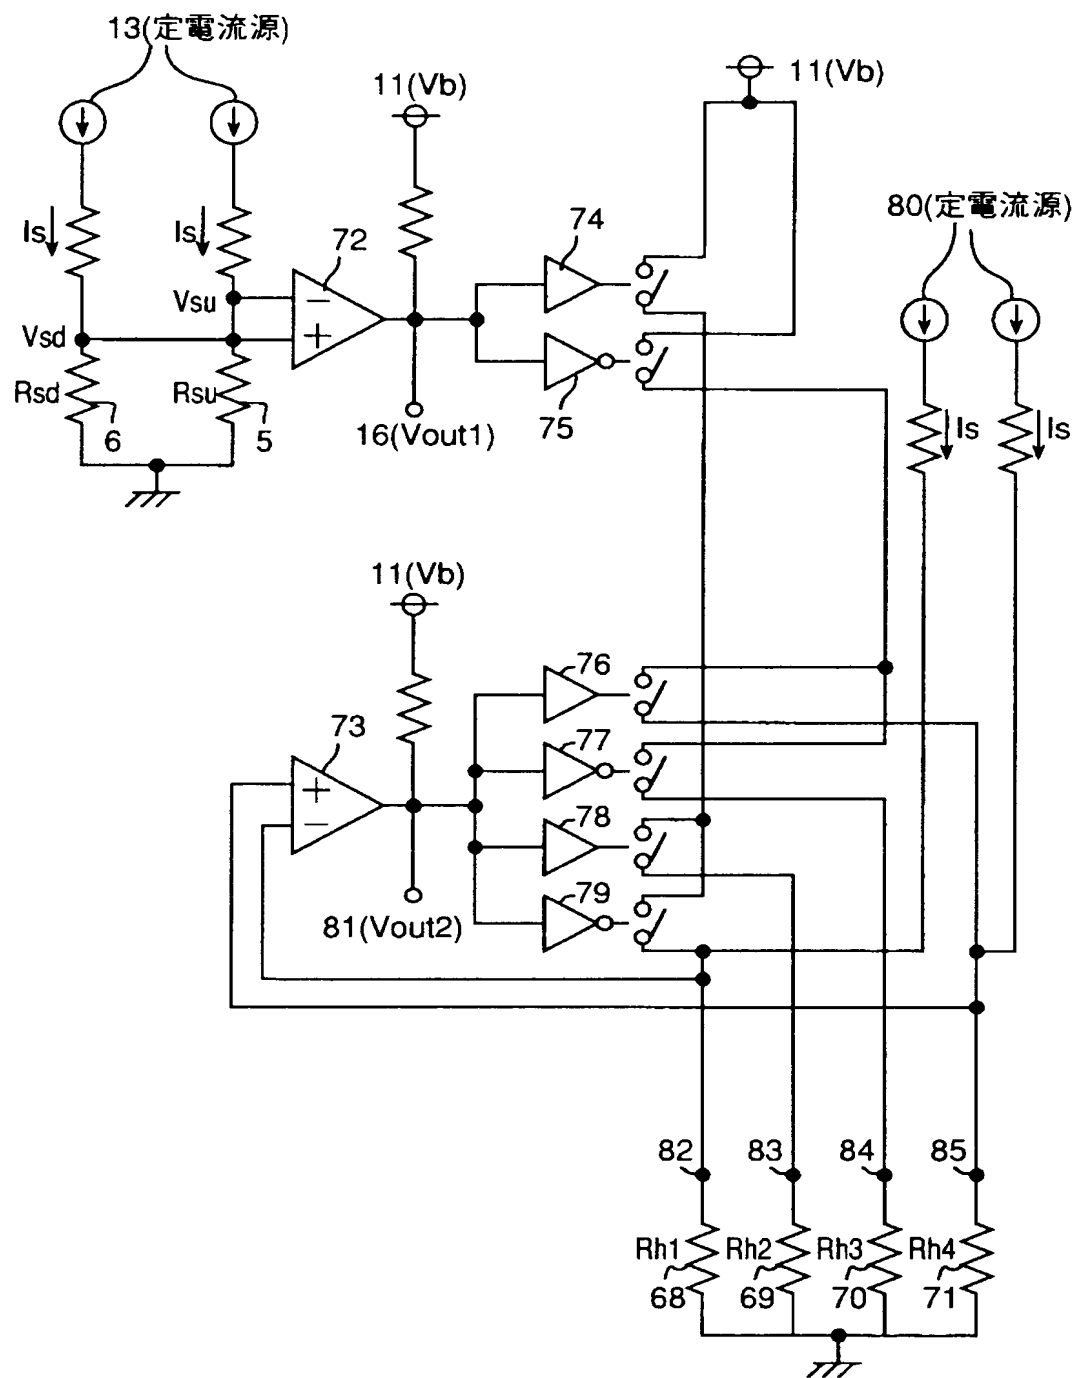 13(定電流源)
11(Vb)
11(Vb)
80(定電流源)
Is
Is
72
74
Vsu
Vsd
Rsd
Rsu
6
5
16(Vout1)
75
Is
Is
11(Vb)
76
73
77
78
79
81(Vout2)
82
83
84
85
Rh1
Rh2
Rh3
Rh4
68
69
70
71